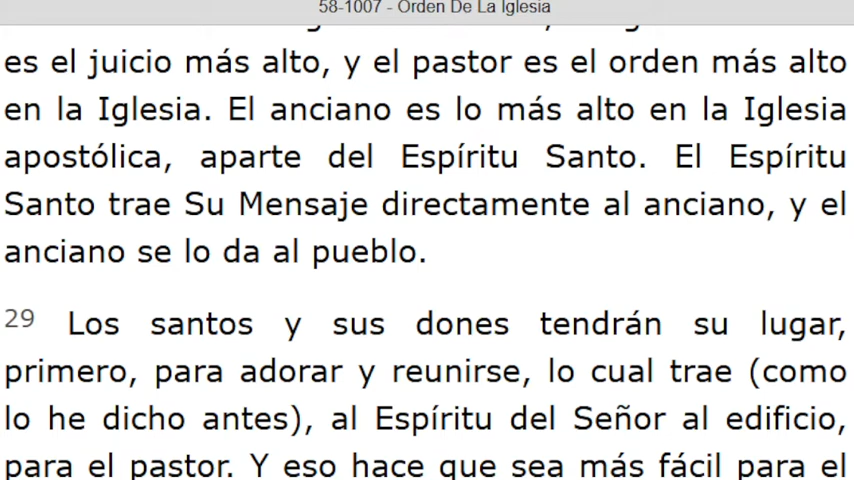 58-1007 - Orden De La Iglesia
es el juicio más alto, y el pastor es el orden más alto
en la Iglesia. El anciano es lo más alto en la Iglesia
apostólica, aparte del Espíritu Santo. El Espíritu
Santo trae Su Mensaje directamente al anciano, y el
anciano se lo da al pueblo.
29 Los santos y sus dones tendrán su lugar,
primero, para adorar y reunirse, lo cual trae (como
lo he dicho antes), al Espíritu del Señor al edificio,
para el pastor. Y eso hace que sea más fácil para el